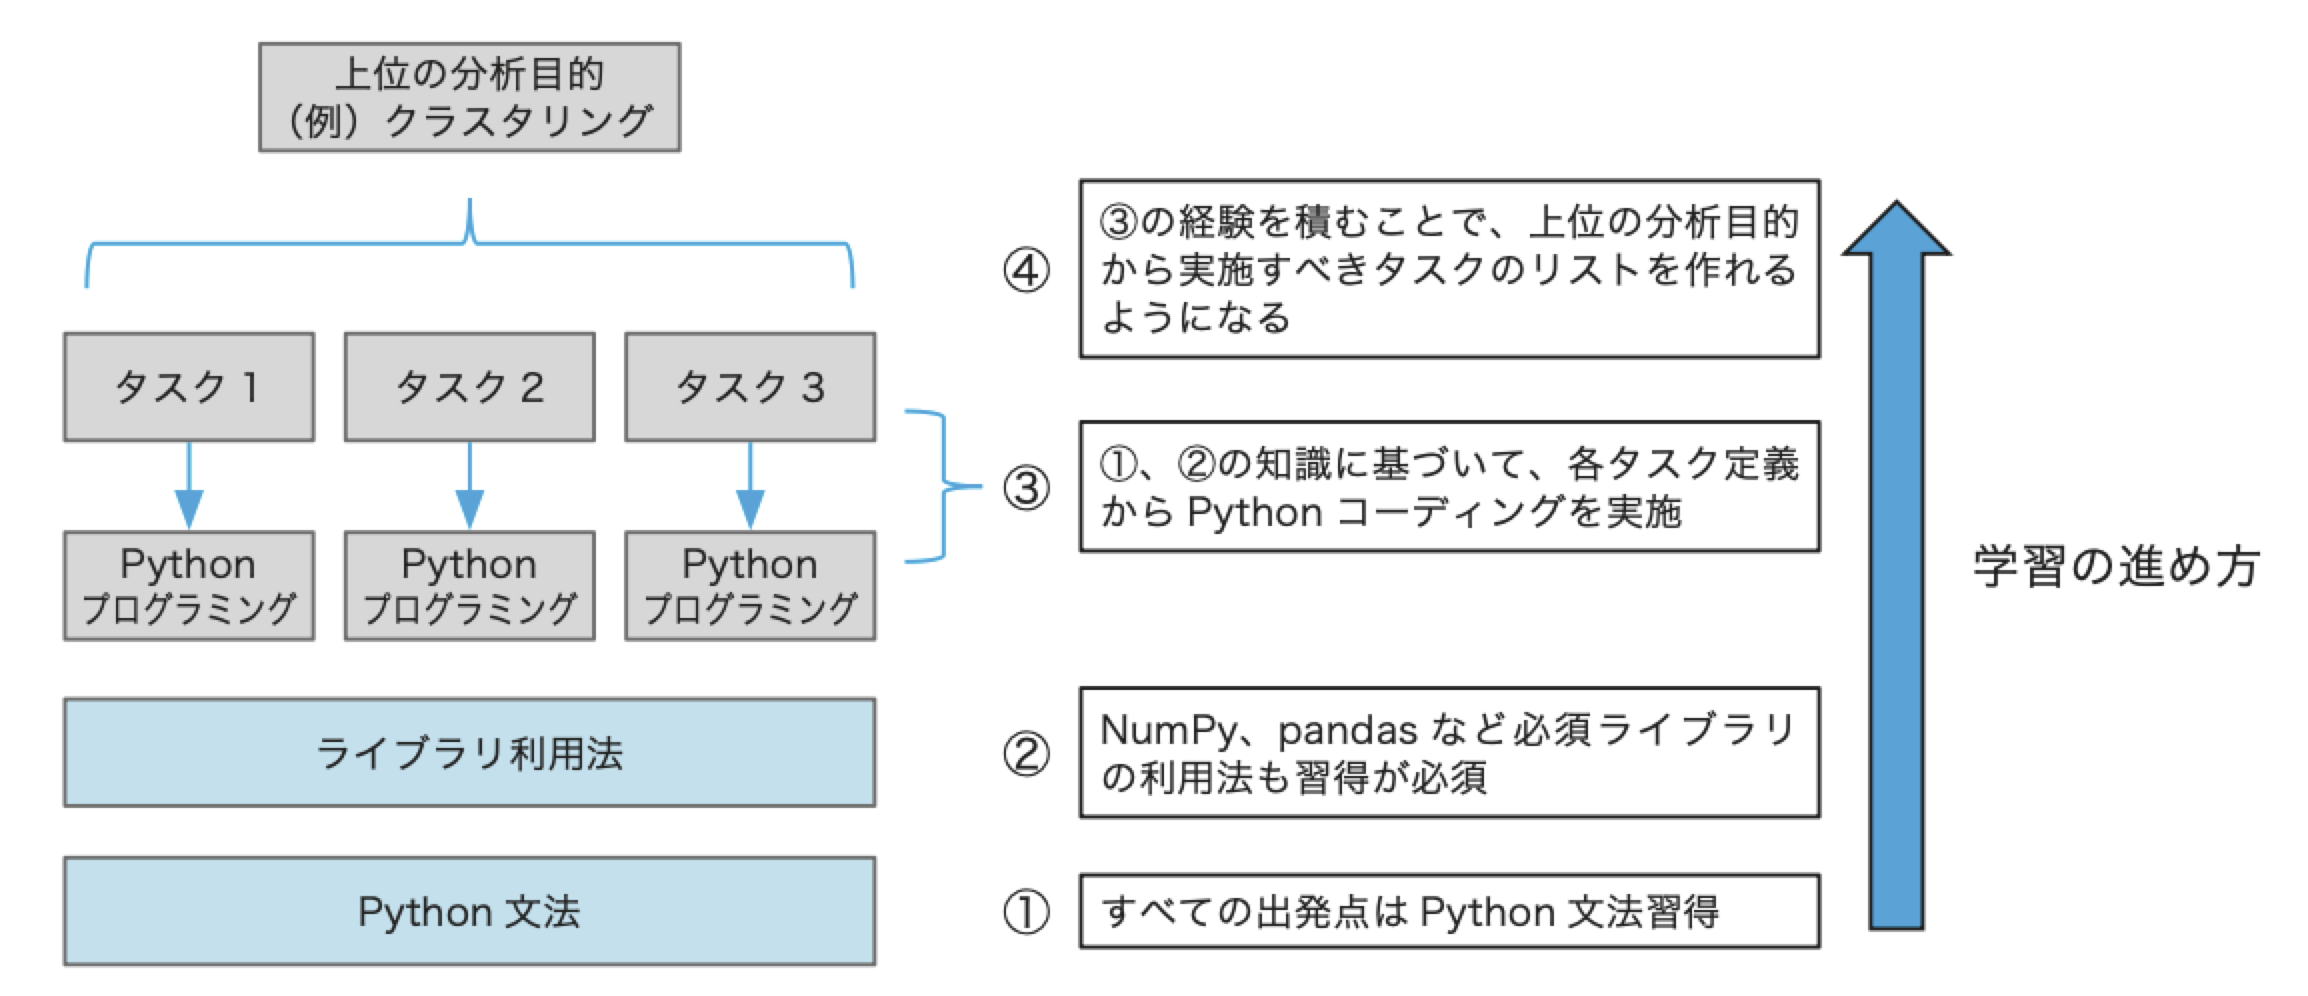 上位の分析目的
（例）クラスタリング
④
③の経験を積むことで、上位の分析目的
から実施すべきタスクのリストを作れる
ようになる
タスク 1
タスク 2
タスク 3
③
①、②の知識に基づいて、各タスク定義
から Python コーディングを実施
Python
プログラミング
Python
プログラミング
Python
プログラミング
学習の進め方
ライブラリ利用法
②
NumPy、pandas など必須ライブラリ
の利用法も習得が必須
Python 文法
①
すべての出発点は Python 文法習得